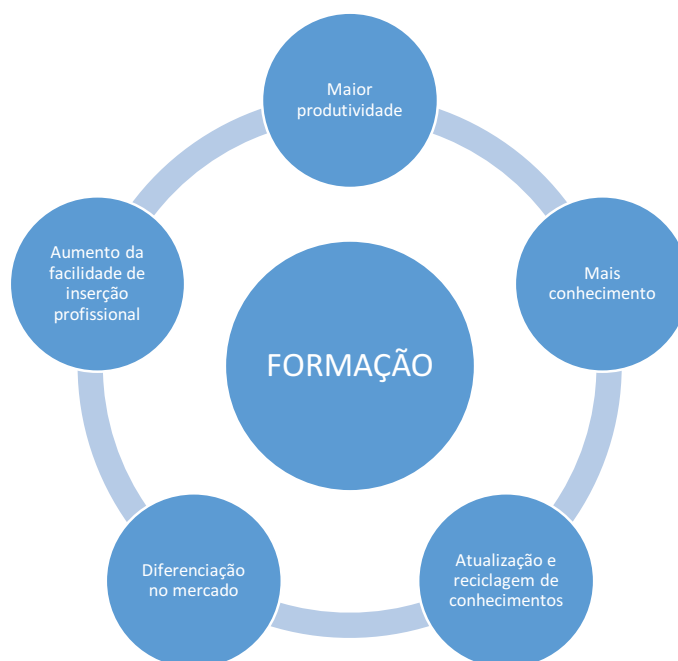 Maior
produtividade
Mais
conhecimento
Atualização e
reciclagem de
conhecimentos
Diferenciação
no mercado
Aumento da
facilidade de
inserção
profissional
FORMAÇÃO